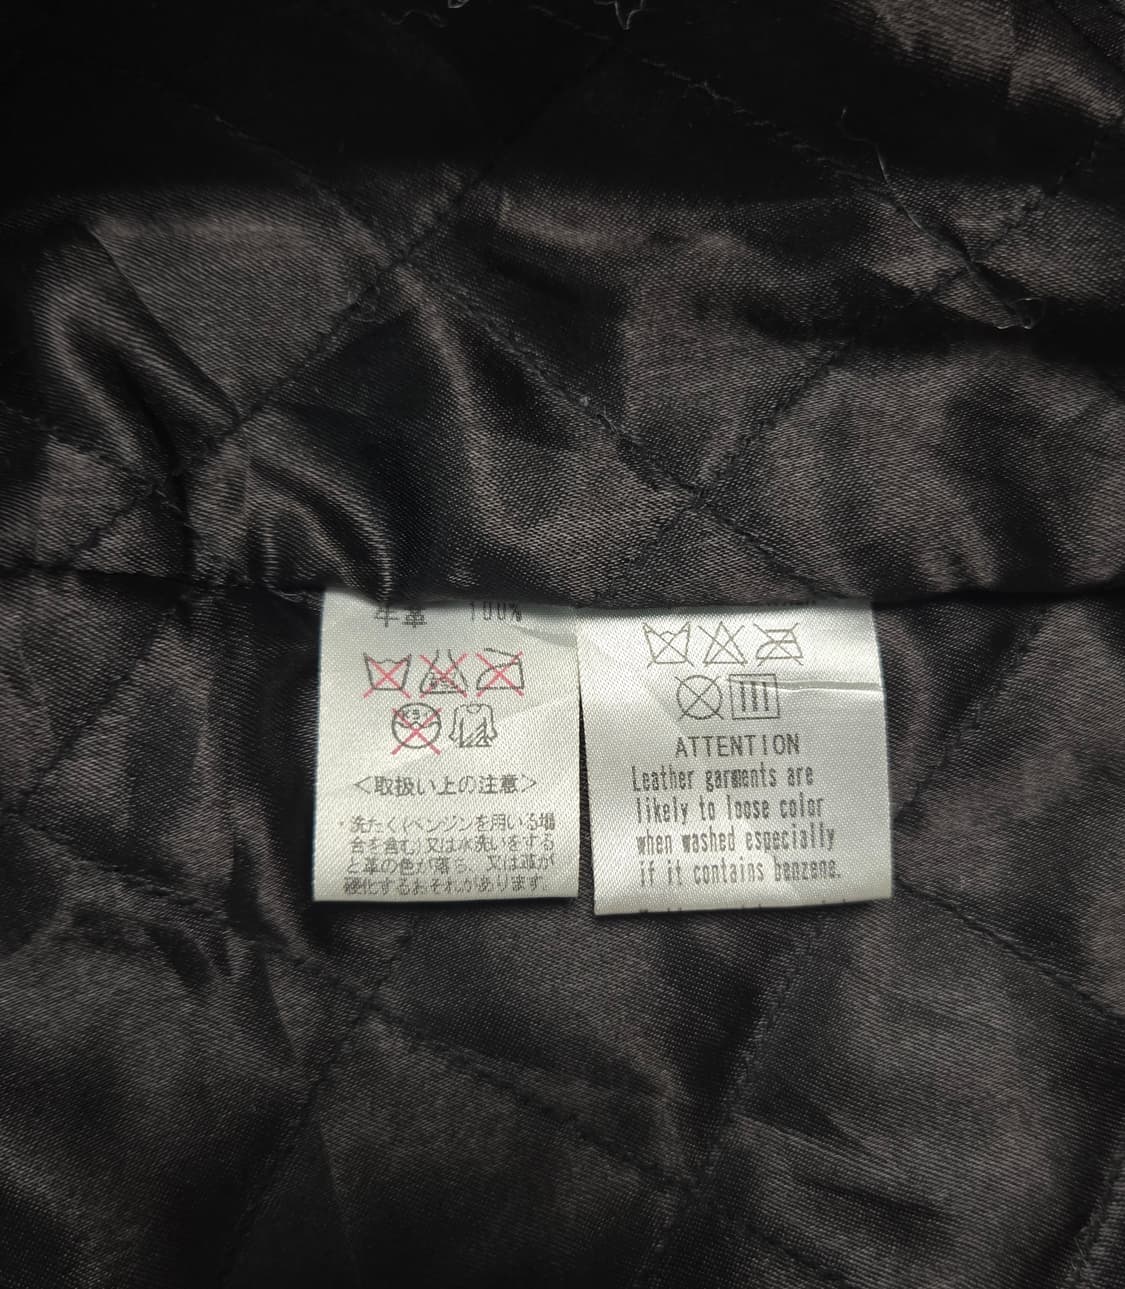 牛革 100%
<取扱い上の注意>
・洗たく(ベンジンを用いる場
合を含む)又は水洗いをする
と革の色が落ち、又は革が
硬化するおそれがあります。
ATTENTION
Leather garments are
likely to loose color
when washed especially
if it contains benzene.